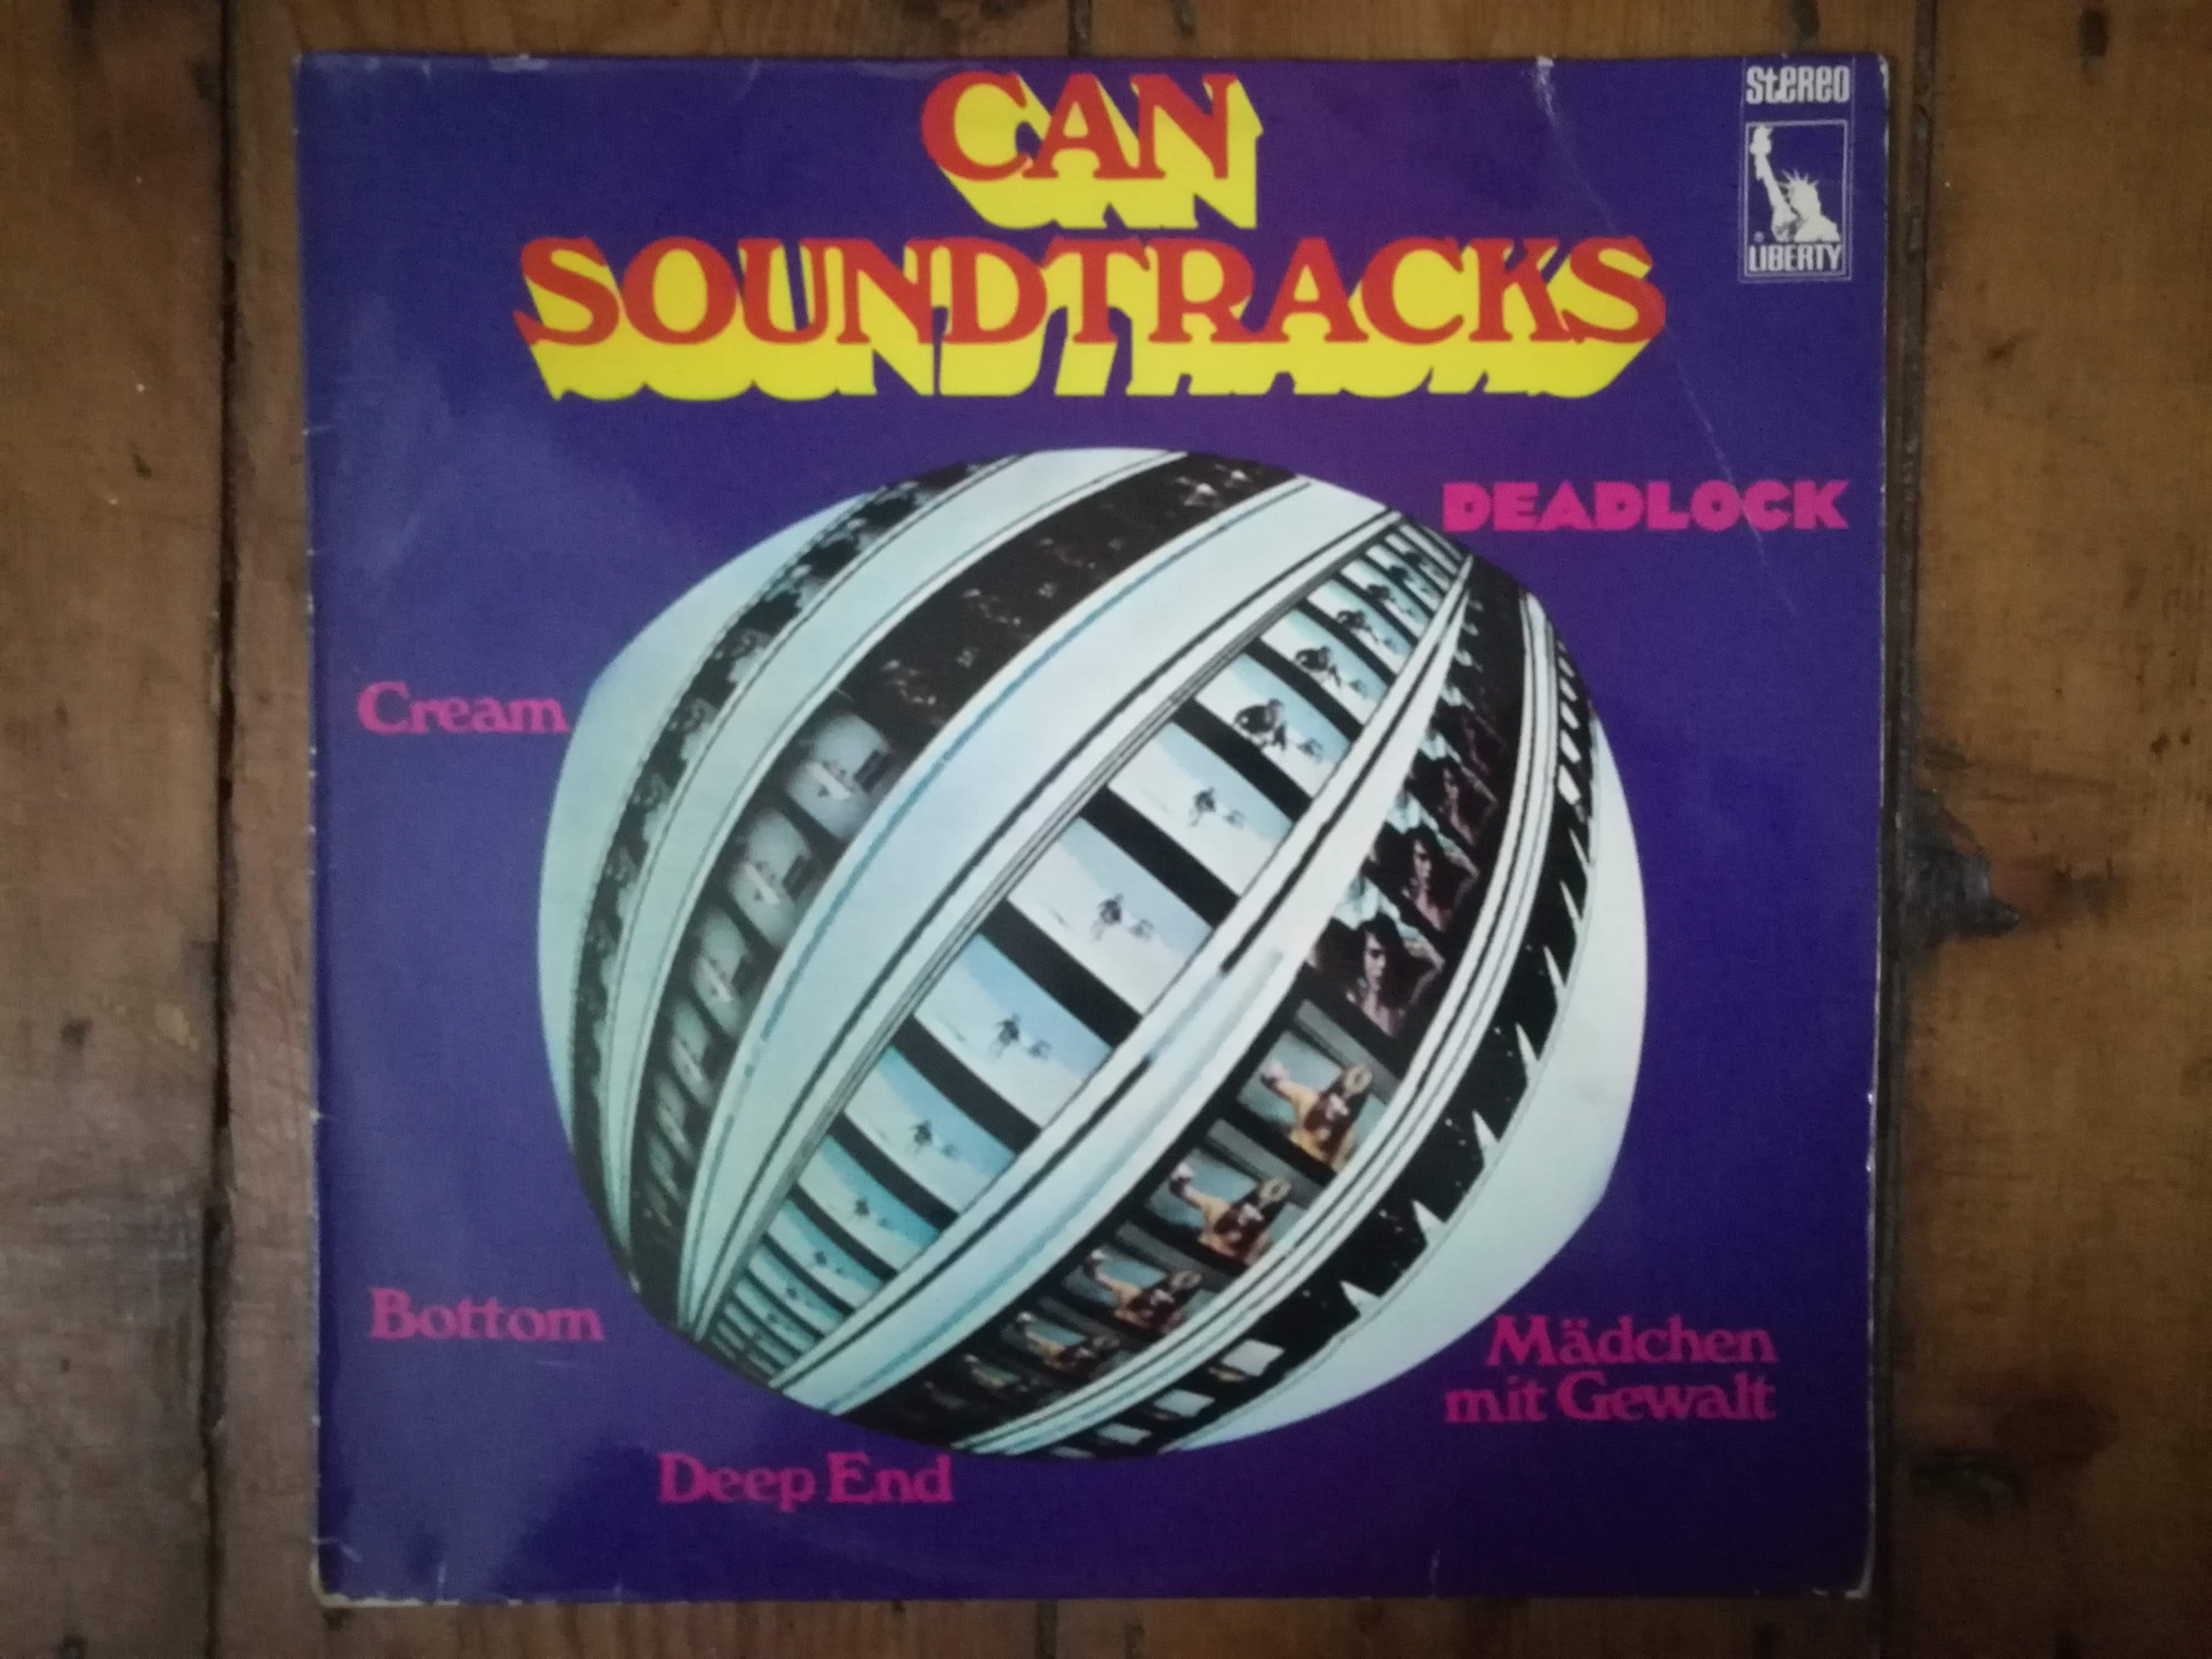 CAN
SOUNDTRACKS
Stereo
LIBERTY
DEADLOCK
Cream
Bottom
Deep End
Mädchen
mit Gewalt